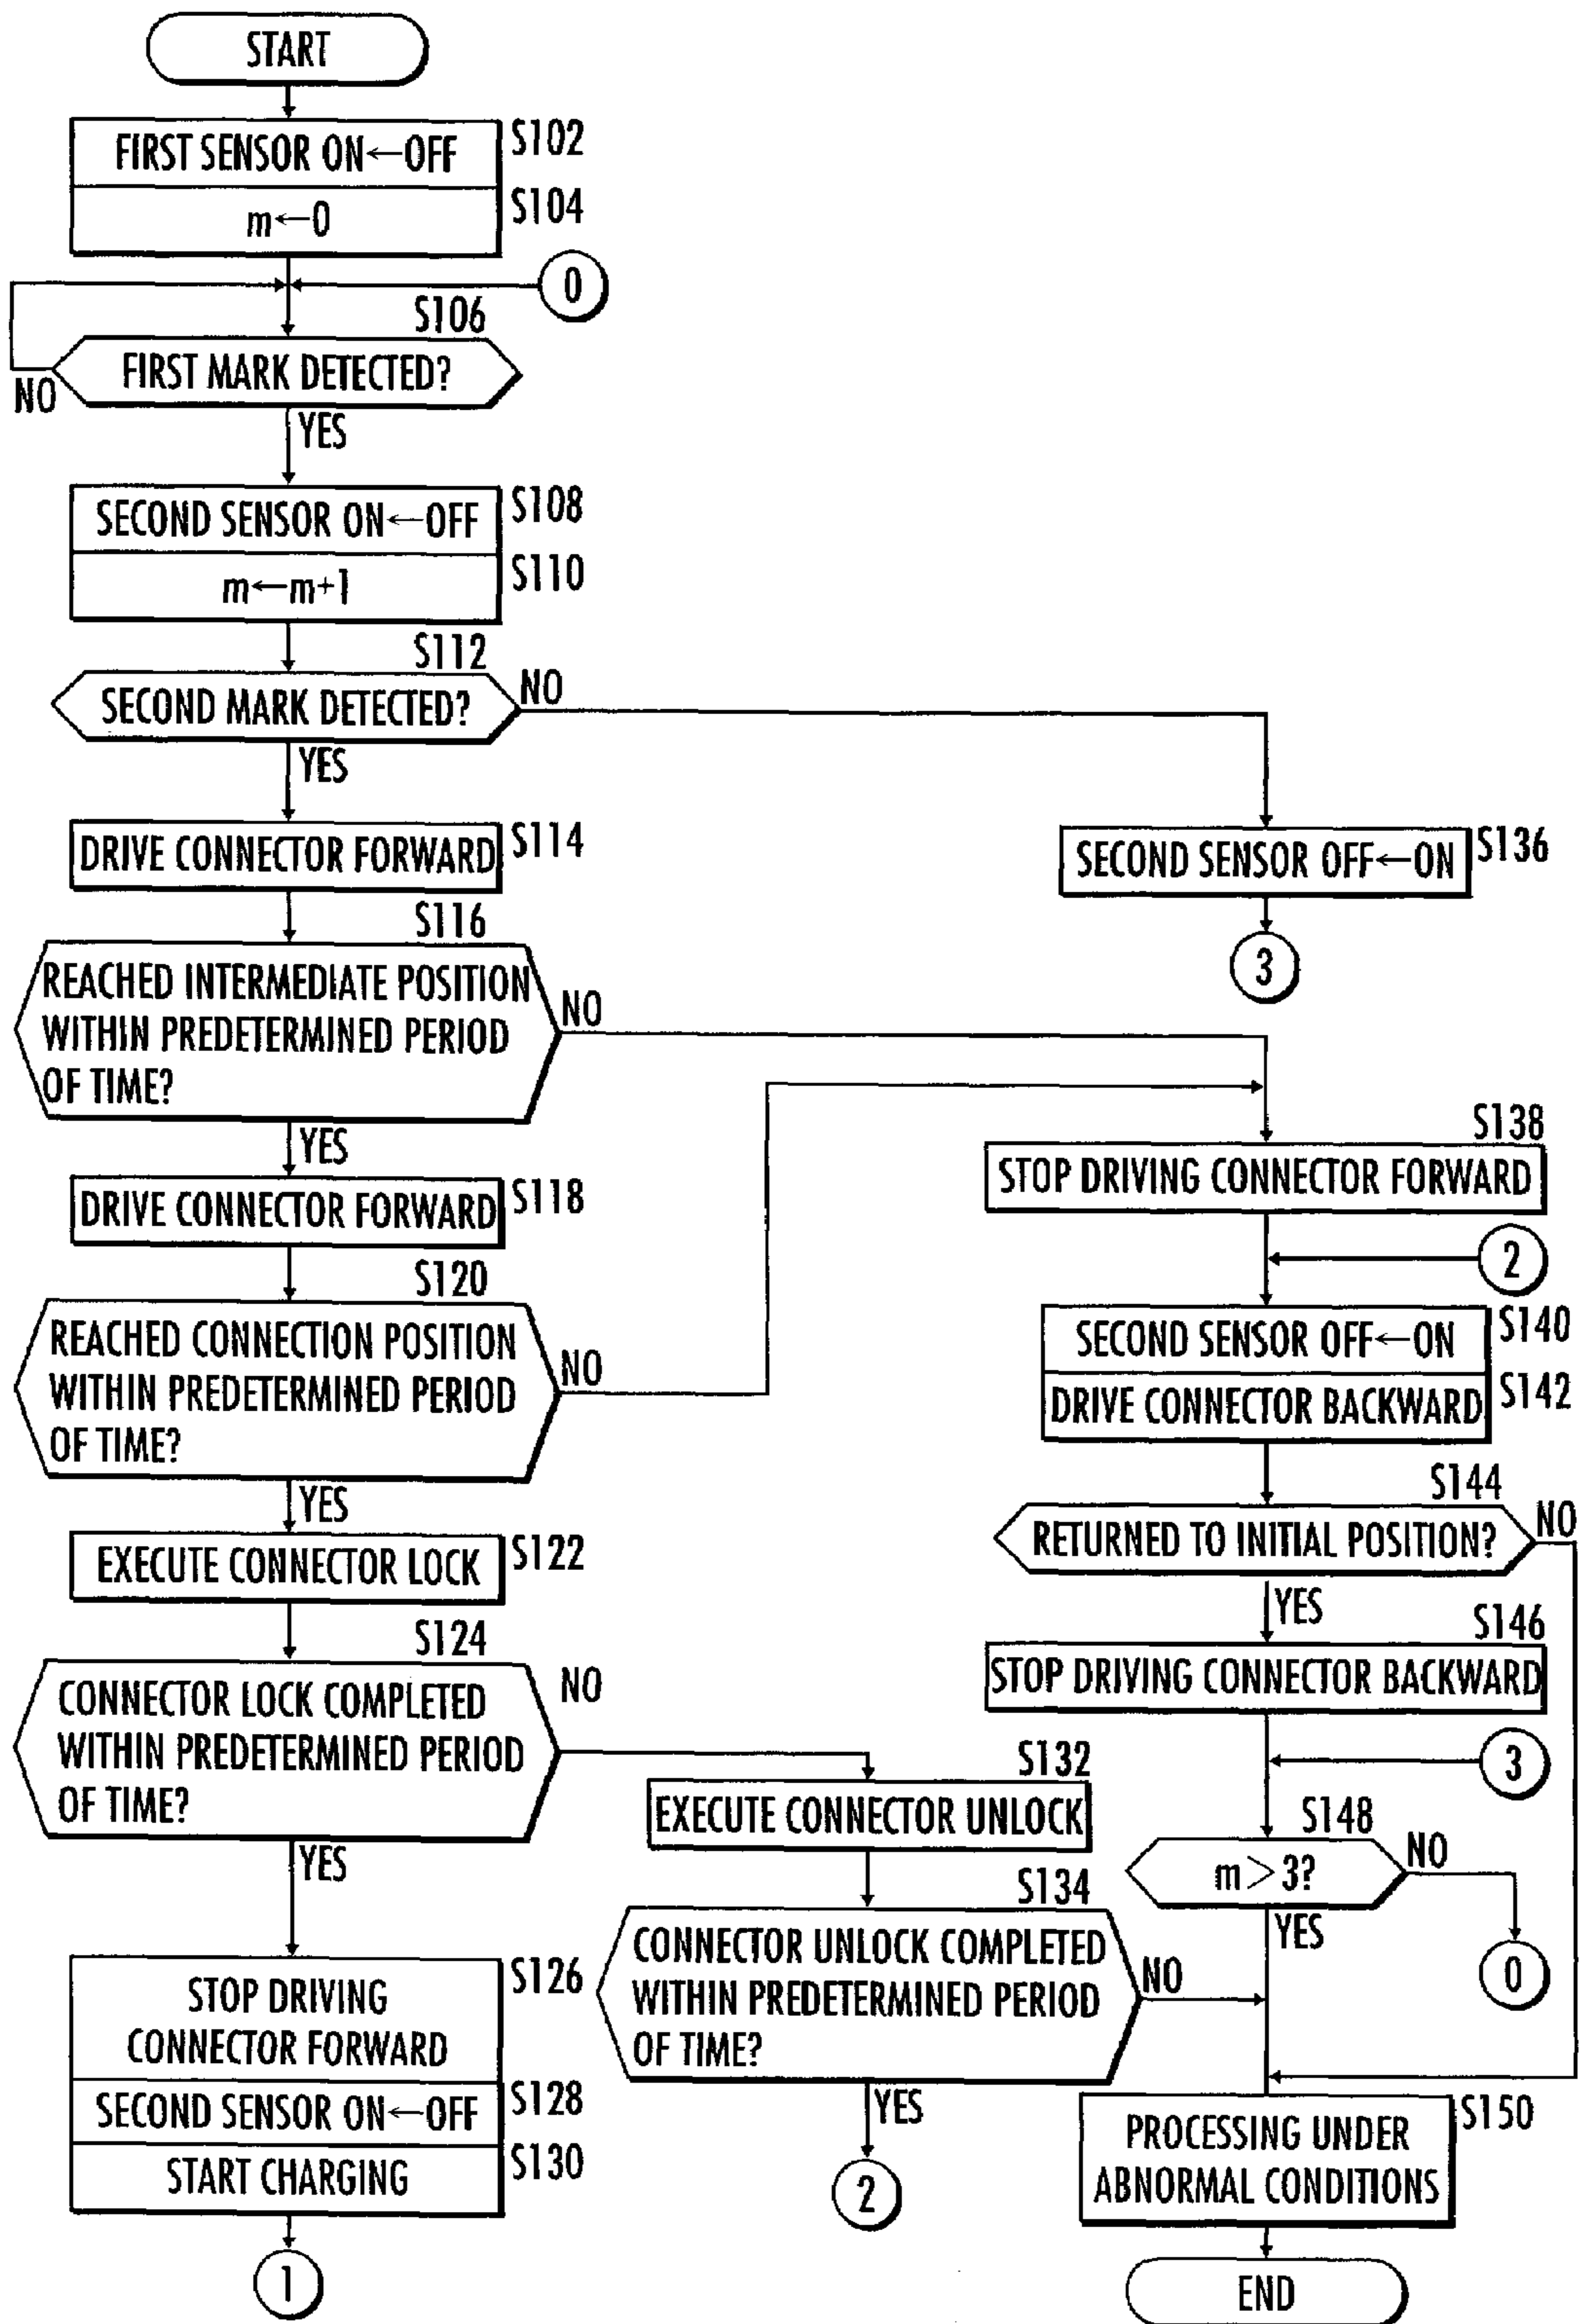 START
FIRST SENSOR ON←OFF
S102
m←0
S104
0
S106
FIRST MARK DETECTED?
NO
YES
SECOND SENSOR ON←OFF
S108
m←m+1
S110
S112
SECOND MARK DETECTED?
NO
YES
DRIVE CONNECTOR FORWARD
S114
S116
REACHED INTERMEDIATE POSITION
WITHIN PREDETERMINED PERIOD
OF TIME?
NO
YES
DRIVE CONNECTOR FORWARD
S118
S120
REACHED CONNECTION POSITION
WITHIN PREDETERMINED PERIOD
OF TIME?
NO
YES
EXECUTE CONNECTOR LOCK
S122
S124
CONNECTOR LOCK COMPLETED
WITHIN PREDETERMINED PERIOD
OF TIME?
NO
YES
STOP DRIVING
CONNECTOR FORWARD
S126
SECOND SENSOR ON←OFF
S128
START CHARGING
S130
1
S132
EXECUTE CONNECTOR UNLOCK
S134
CONNECTOR UNLOCK COMPLETED
WITHIN PREDETERMINED PERIOD
OF TIME?
NO
YES
2
SECOND SENSOR OFF←ON
S136
3
S138
STOP DRIVING CONNECTOR FORWARD
2
SECOND SENSOR OFF←ON
S140
DRIVE CONNECTOR BACKWARD
S142
S144
RETURNED TO INITIAL POSITION?
NO
YES
S146
STOP DRIVING CONNECTOR BACKWARD
3
S148
m>3?
NO
YES
0
PROCESSING UNDER
ABNORMAL CONDITIONS
S150
END